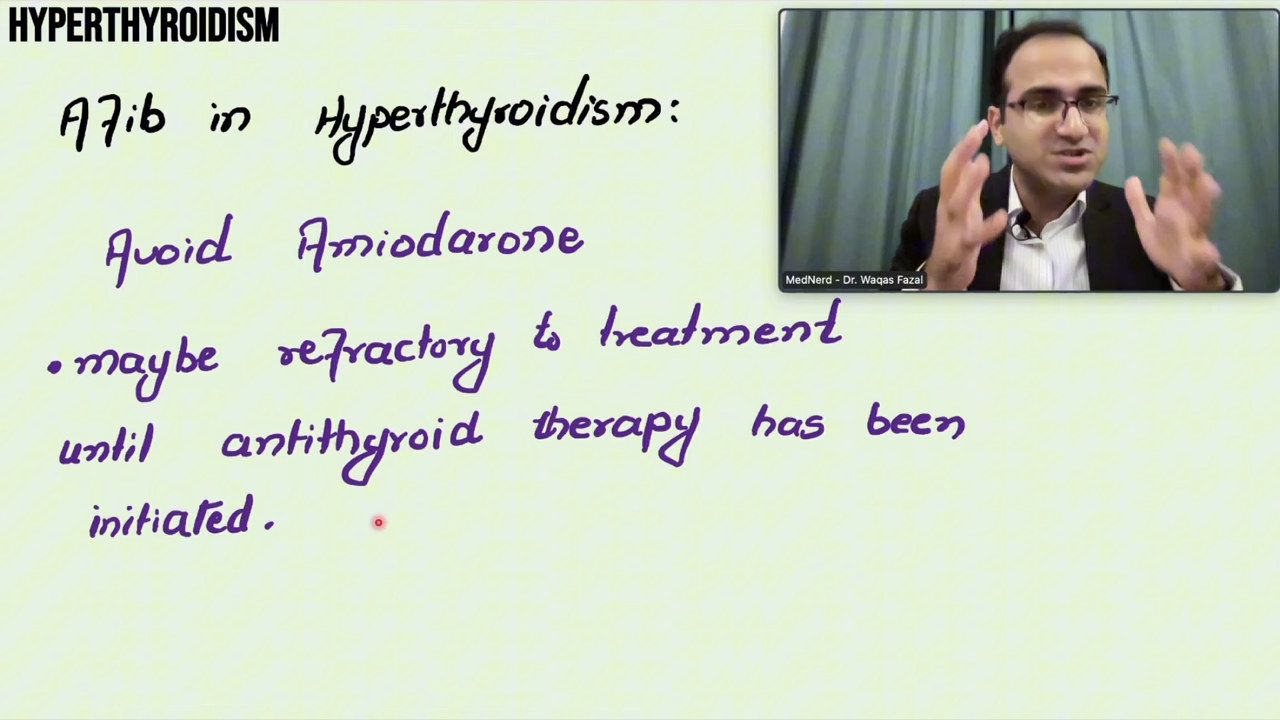 HYPERTHYROIDISM
Afib in Hyperthyroidism:
Avoid Amiodarone
• maybe refractory to treatment
until antithyroid therapy has been
initiated.
MedNerd - Dr. Waqas Fazal